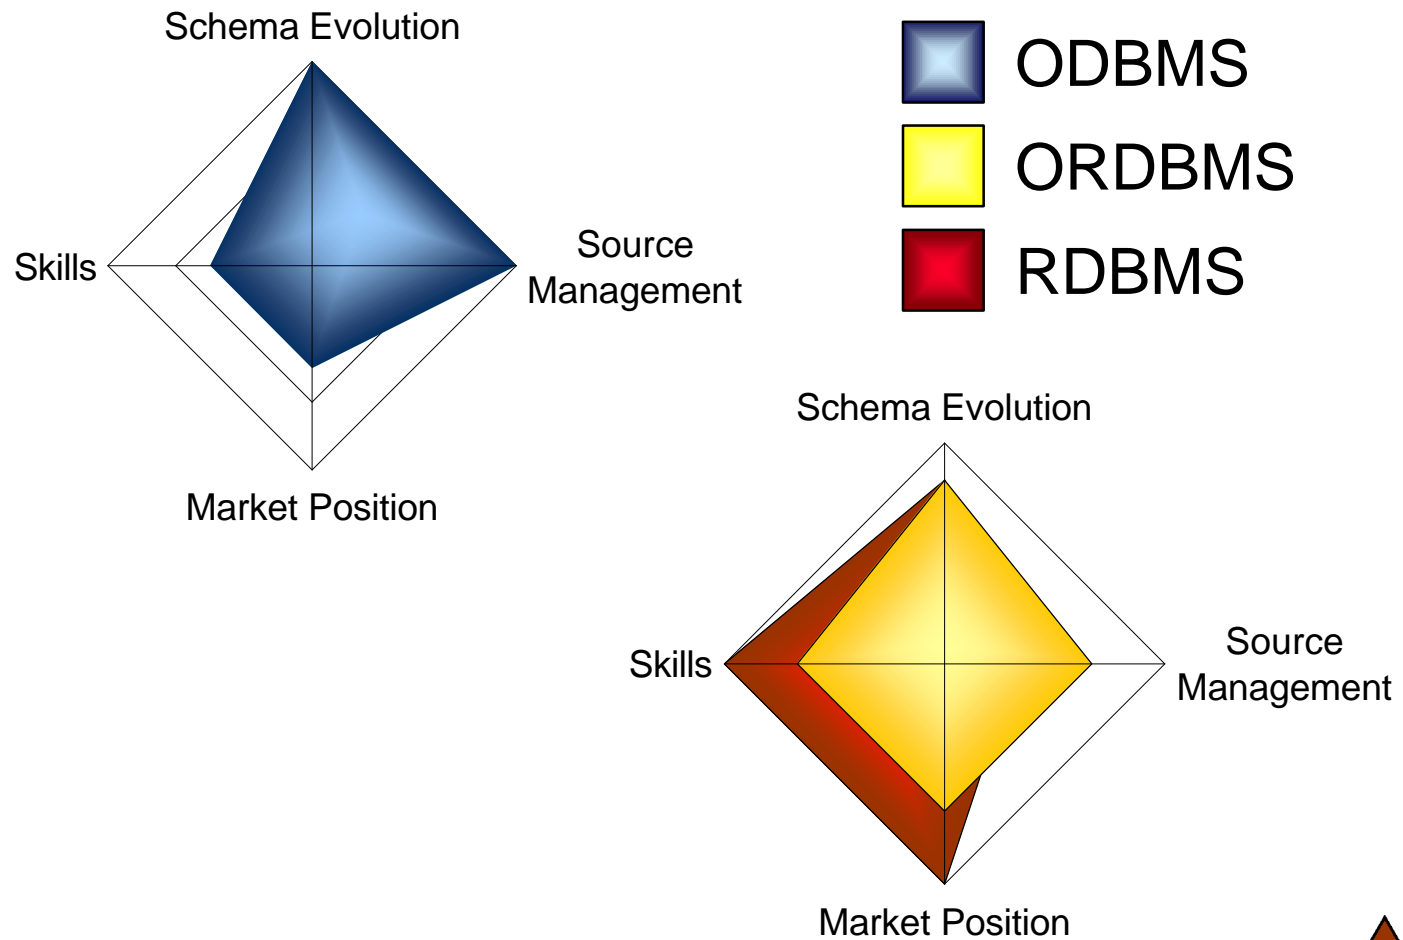 Schema Evolution
Skills
Source
Management
Market Position
ODBMS
ORDBMS
RDBMS
Schema Evolution
Skills
Source
Management
Market Position